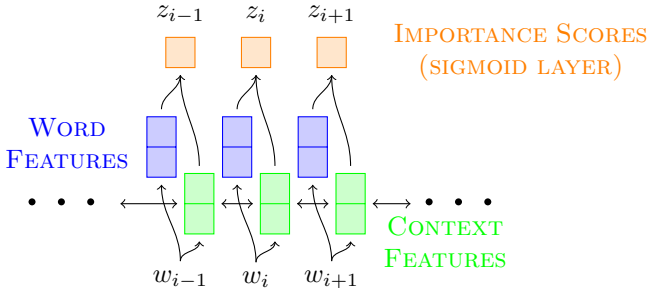 z_{i-1} z_i z_{i+1}
IMPORTANCE SCORES
(SIGMOID LAYER)
WORD
FEATURES
• • • • • •
CONTEXT
FEATURES
w_{i-1} w_i w_{i+1}